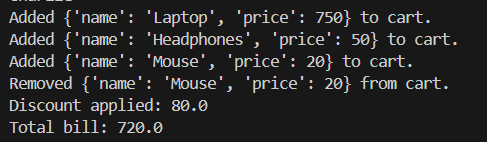 Added {'name': 'Laptop', 'price': 750} to cart.
Added {'name': 'Headphones', 'price': 50} to cart.
Added {'name': 'Mouse', 'price': 20} to cart.
Removed {'name': 'Mouse', 'price': 20} from cart.
Discount applied: 80.0
Total bill: 720.0